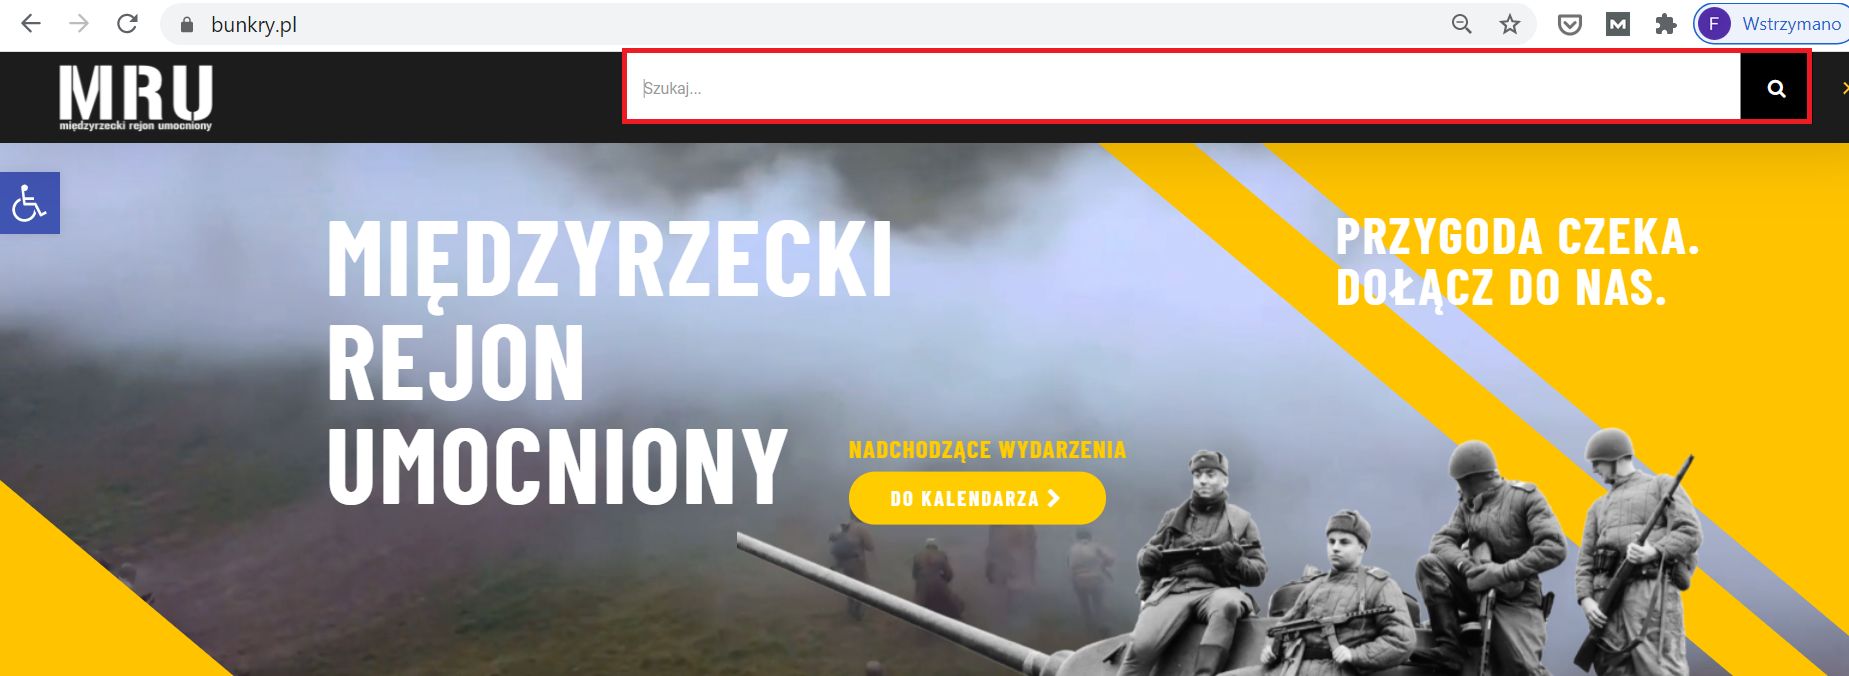 bunkry.pl
F Wstrzymano
MRU
międzyrzecki rejon umocniony
Szukaj...
MIĘDZYRZECKI
REJON
UMOCNIONY
PRZYGODA CZEKA.
DOŁĄCZ DO NAS.
NADCHODZĄCE WYDARZENIA
DO KALENDARZA